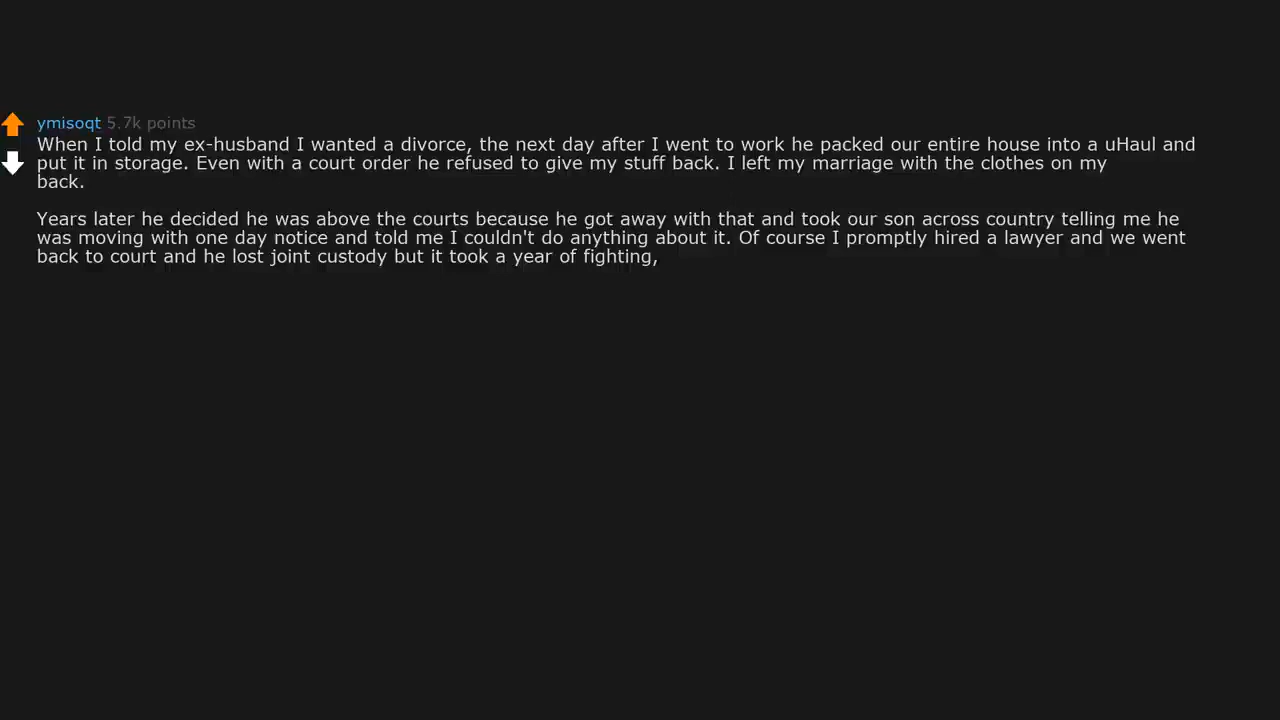 ymisoqt 5.7k points
When I told my ex-husband I wanted a divorce, the next day after I went to work he packed our entire house into a uHaul and
put it in storage. Even with a court order he refused to give my stuff back. I left my marriage with the clothes on my
back.
Years later he decided he was above the courts because he got away with that and took our son across country telling me he
was moving with one day notice and told me I couldn't do anything about it. Of course I promptly hired a lawyer and we went
back to court and he lost joint custody but it took a year of fighting,